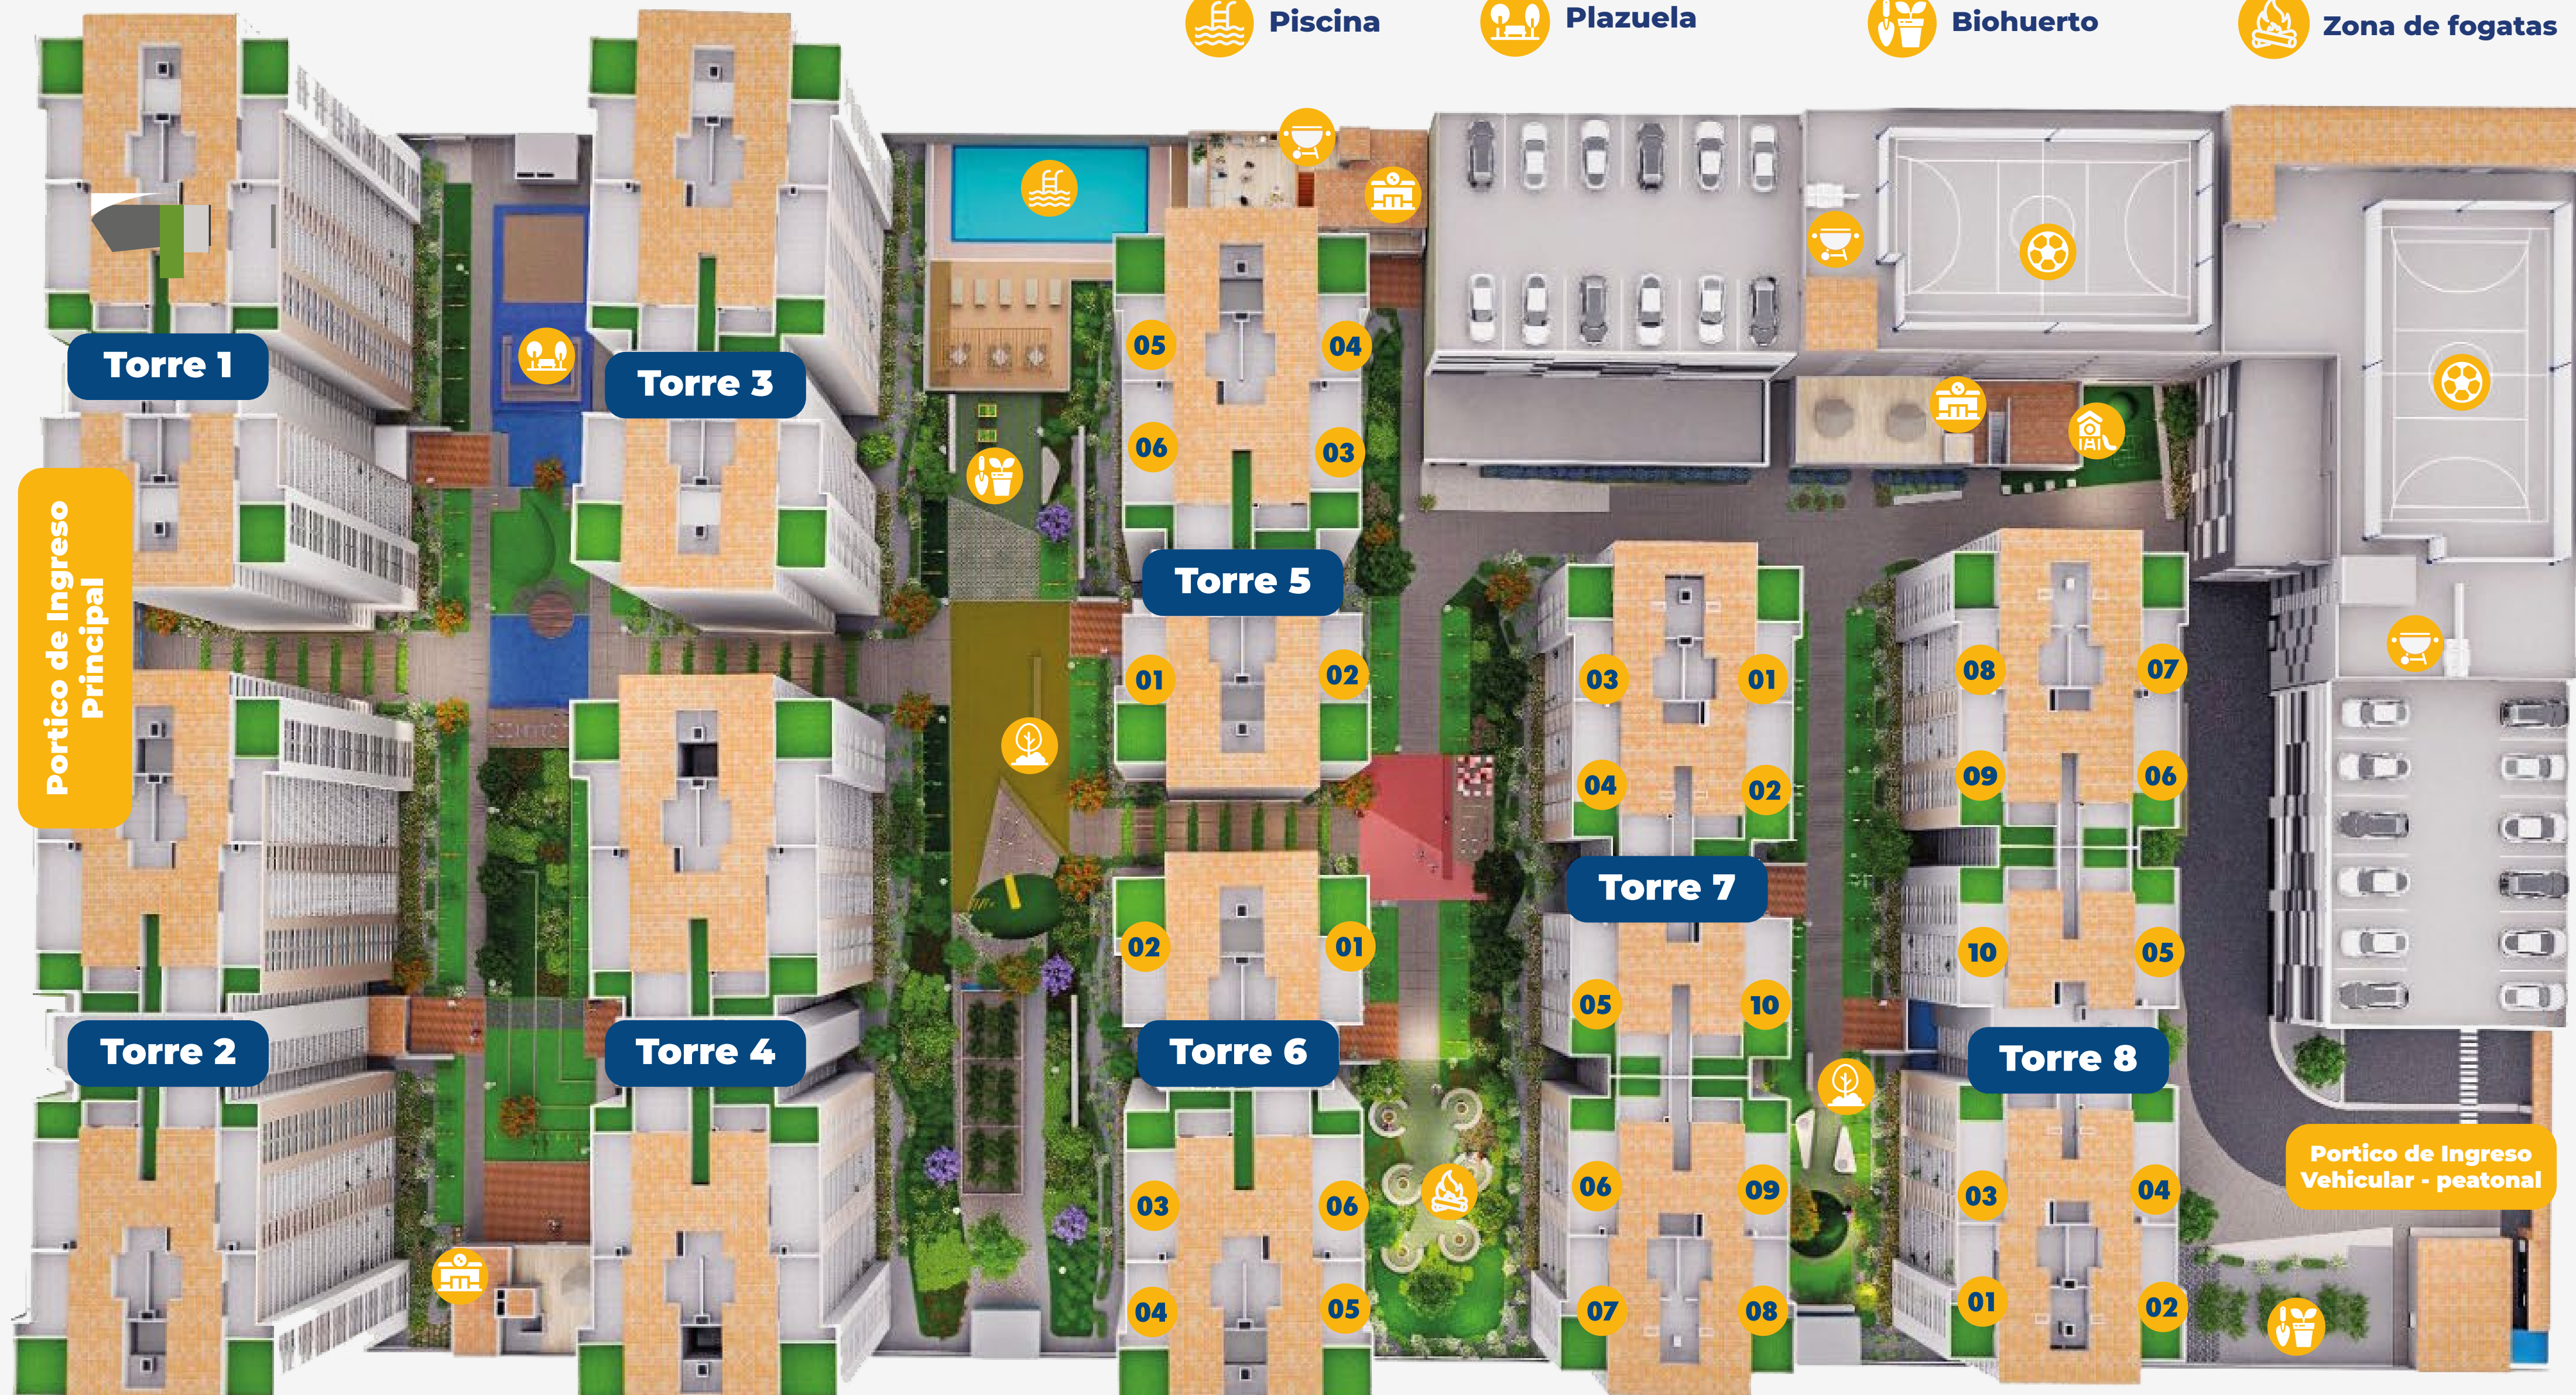 Piscina
Plazuela
Biohuerto
Zona de fogatas
Torre 1
Torre 3
05
04
06
03
Portico de Ingreso
Principal
Torre 5
01
02
03
01
08
07
04
02
09
06
Torre 7
02
01
10
05
05
10
Torre 2
Torre 4
Torre 6
Torre 8
Portico de Ingreso
Vehicular - peatonal
03
06
06
09
03
04
04
05
07
08
01
02